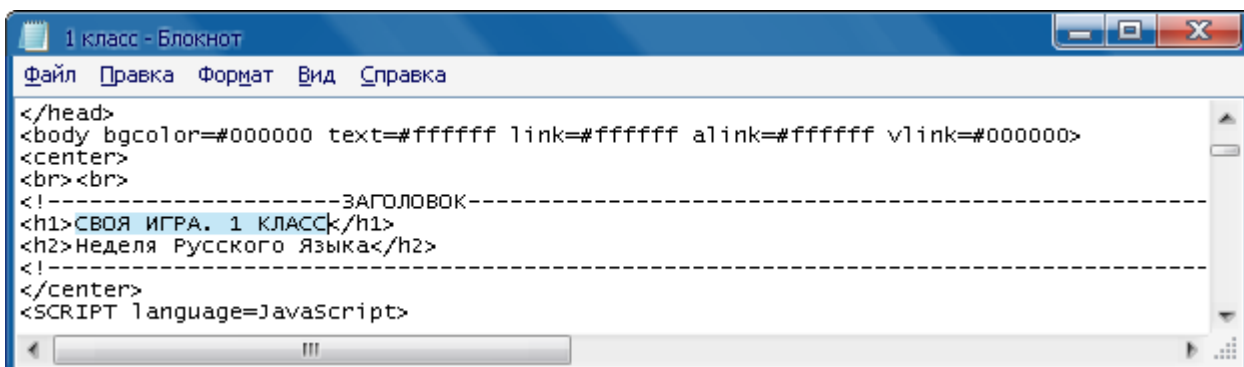 1 класс - Блокнот
Файл Правка Формат Вид Справка
</head>
<body bgcolor=#000000 text=#ffffff link=#ffffff alink=#ffffff vlink=#000000>
<center>
<br><br>
<!----------------------ЗАГОЛОВОК-------------------------------------------------------
<h1>СВОЯ ИГРА. 1 КЛАСС</h1>
<h2>Неделя Русского Языка</h2>
<!--------------------------------------------------------------------------------------
</center>
<SCRIPT language=JavaScript>